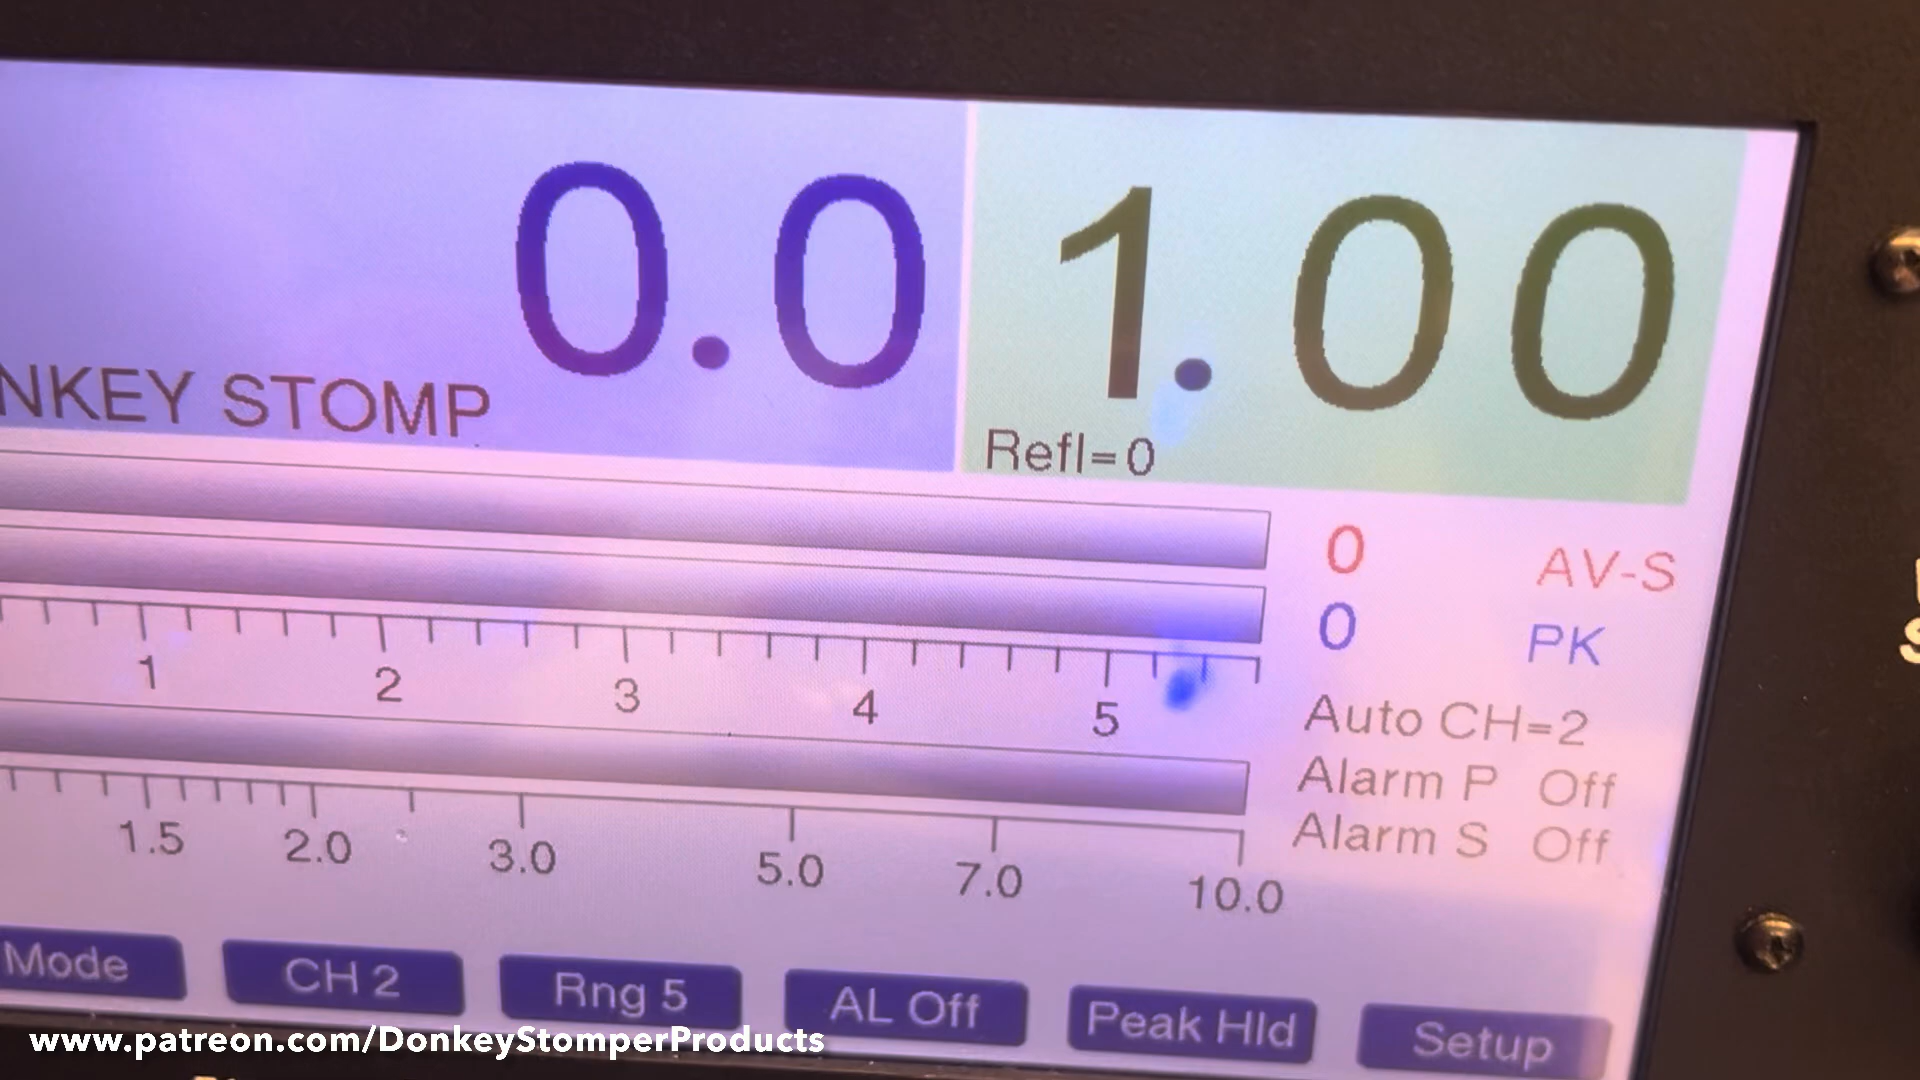 0.0
1.00
NKEY STOMP
Refl=0
0 AV-S
0 PK
1 2 3 4 5
Auto CH=2
Alarm P Off
Alarm S Off
1.5 2.0 3.0 5.0 7.0 10.0
Mode
CH 2
Rng 5
AL Off
Peak Hld
Setup
www.patreon.com/DonkeyStomperProducts